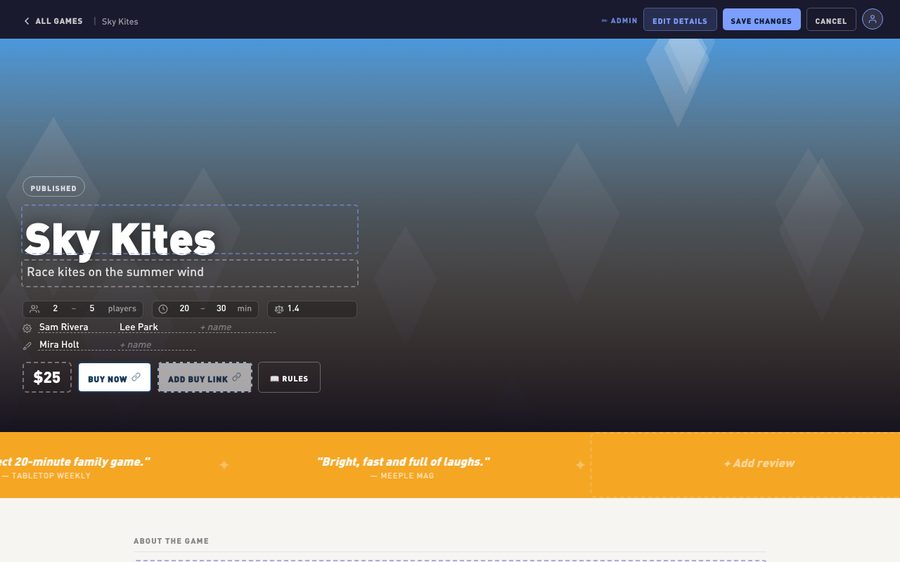 ALL GAMES | Sky Kites
ADMIN
EDIT DETAILS
SAVE CHANGES
CANCEL
PUBLISHED
Sky Kites
Race kites on the summer wind
2 – 5 players
20 – 30 min
1.4
Sam Rivera Lee Park + name
Mira Holt + name
$25
BUY NOW
ADD BUY LINK
RULES
ct 20-minute family game."
— TABLETOP WEEKLY
"Bright, fast and full of laughs."
— MEEPLE MAG
+ Add review
ABOUT THE GAME